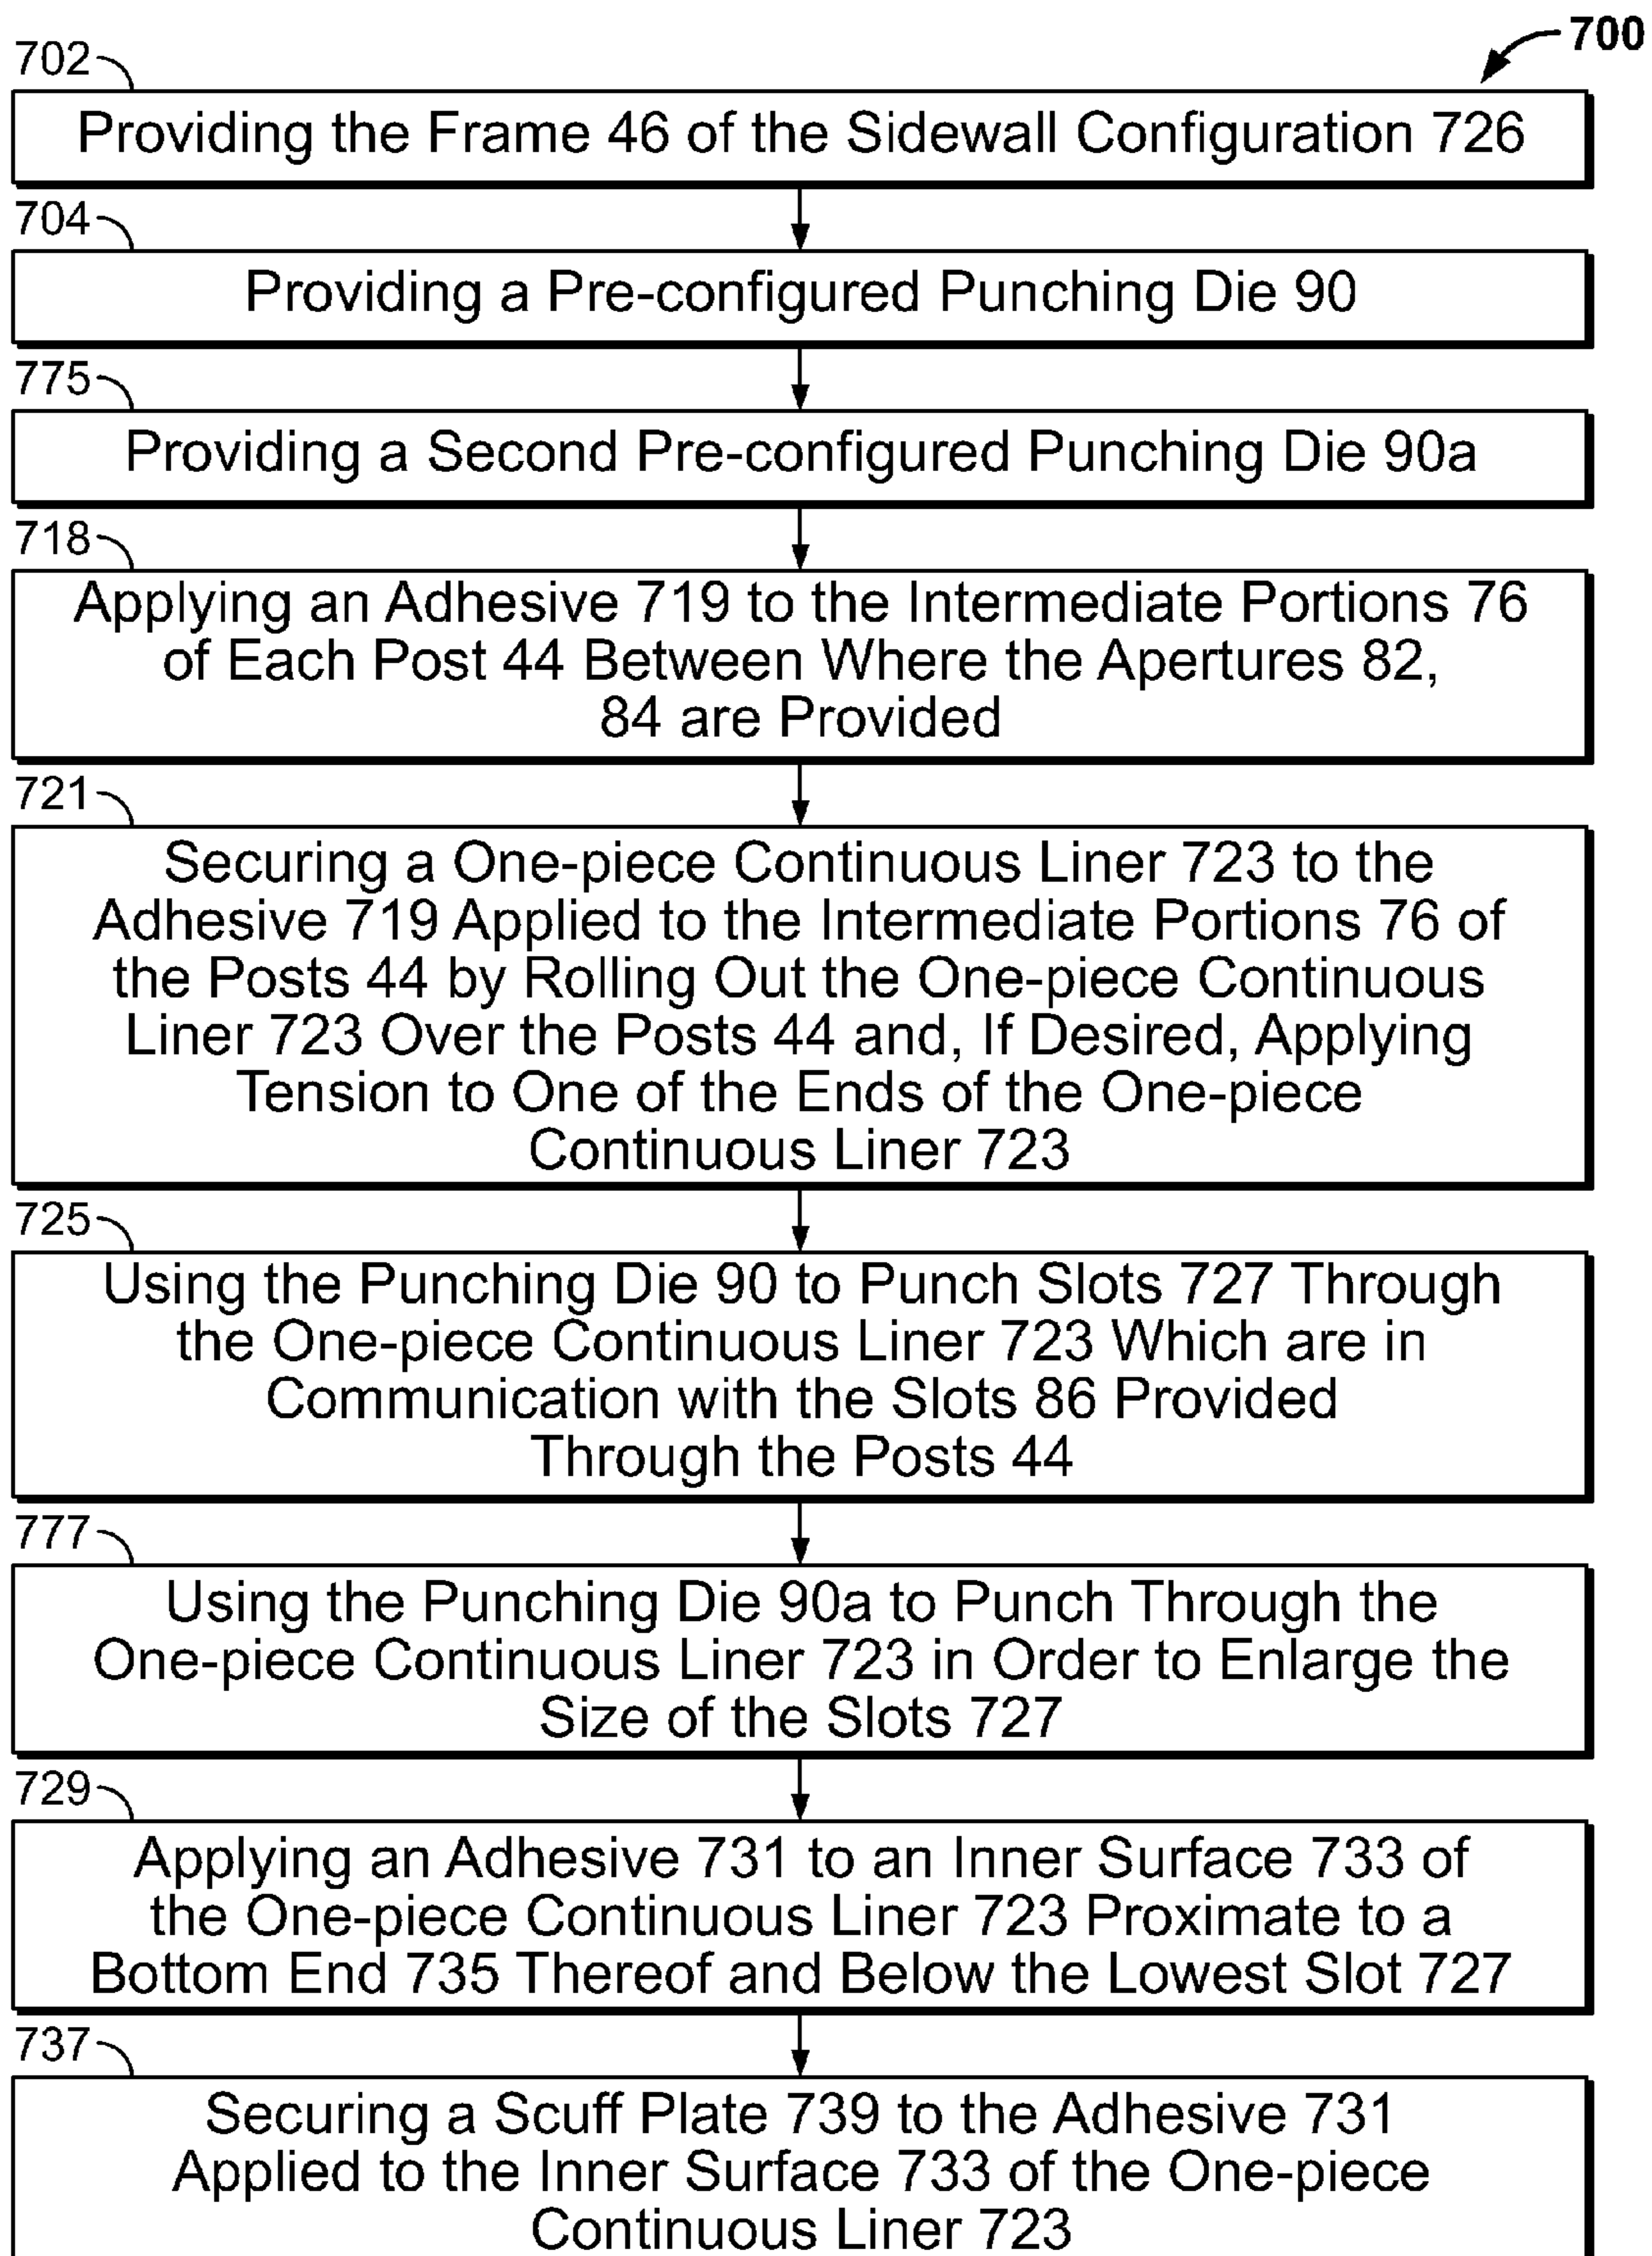 700
702
Providing the Frame 46 of the Sidewall Configuration 726
704
Providing a Pre-configured Punching Die 90
775
Providing a Second Pre-configured Punching Die 90a
718
Applying an Adhesive 719 to the Intermediate Portions 76
of Each Post 44 Between Where the Apertures 82,
84 are Provided
721
Securing a One-piece Continuous Liner 723 to the
Adhesive 719 Applied to the Intermediate Portions 76 of
the Posts 44 by Rolling Out the One-piece Continuous
Liner 723 Over the Posts 44 and, If Desired, Applying
Tension to One of the Ends of the One-piece
Continuous Liner 723
725
Using the Punching Die 90 to Punch Slots 727 Through
the One-piece Continuous Liner 723 Which are in
Communication with the Slots 86 Provided
Through the Posts 44
777
Using the Punching Die 90a to Punch Through the
One-piece Continuous Liner 723 in Order to Enlarge the
Size of the Slots 727
729
Applying an Adhesive 731 to an Inner Surface 733 of
the One-piece Continuous Liner 723 Proximate to a
Bottom End 735 Thereof and Below the Lowest Slot 727
737
Securing a Scuff Plate 739 to the Adhesive 731
Applied to the Inner Surface 733 of the One-piece
Continuous Liner 723